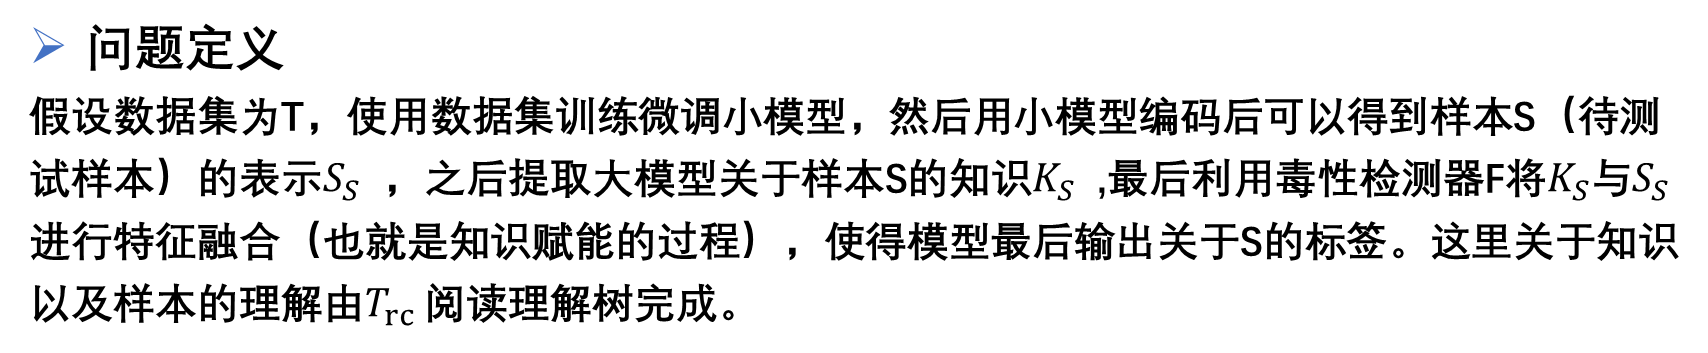 问题定义
假设数据集为T，使用数据集训练微调小模型，然后用小模型编码后可以得到样本S（待测
试样本）的表示S_S ，之后提取大模型关于样本S的知识K_S ,最后利用毒性检测器F将K_S与S_S
进行特征融合（也就是知识赋能的过程），使得模型最后输出关于S的标签。这里关于知识
以及样本的理解由T_rc 阅读理解树完成。